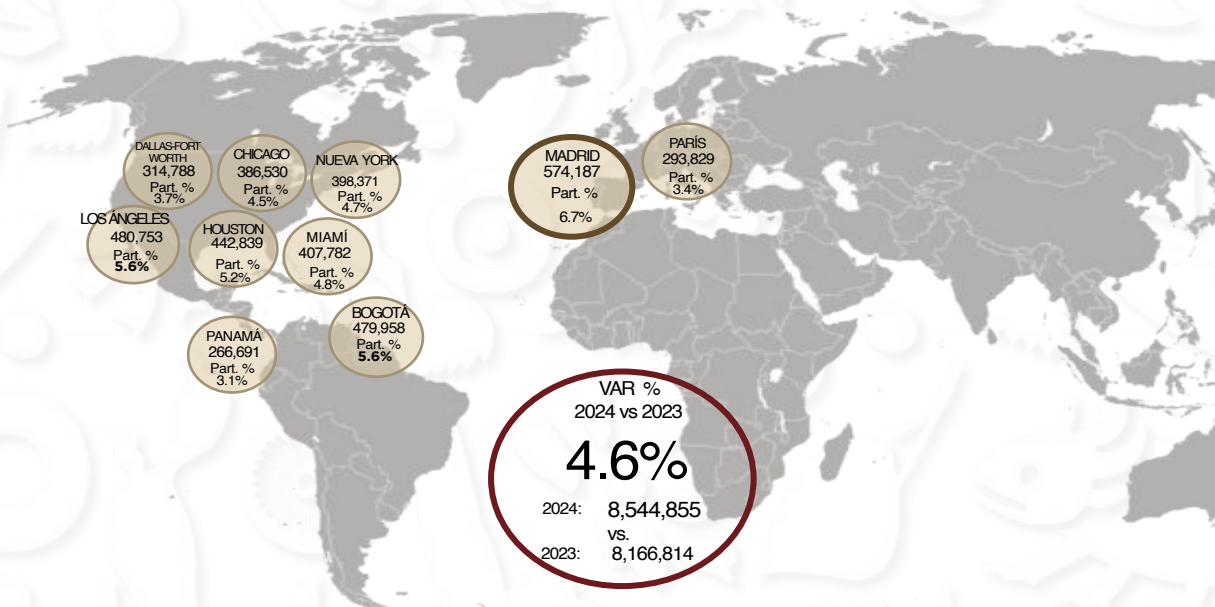 DALLAS-FORT
WORTH
314,788
Part. %
3.7%
CHICAGO
386,530
Part. %
4.5%
NUEVA YORK
398,371
Part. %
4.7%
LOS ÁNGELES
480,753
Part. %
5.6%
HOUSTON
442,839
Part. %
5.2%
MIAMÍ
407,782
Part. %
4.8%
PANAMÁ
266,691
Part. %
3.1%
BOGOTÁ
479,958
Part. %
5.6%
MADRID
574,187
Part. %
6.7%
PARÍS
293,829
Part. %
3.4%
VAR %
2024 vs 2023
4.6%
2024: 8,544,855
vs.
2023: 8,166,814